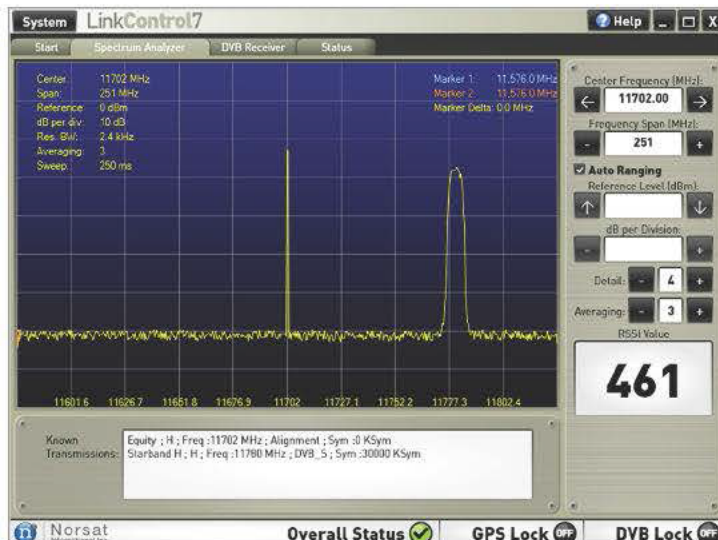 System LinkControl7 Help
Start Spectrum Analyzer DVB Receiver Status
Center: 11702 MHz
Span: 251 MHz
Reference 0 dBm
dB per div: 10 dB
Res. BW: 2.4 kHz
Averaging: 3
Sweep: 250 ms
Marker 1: 11,576.0 MHz
Marker 2: 11,576.0 MHz
Marker Delta: 0.0 MHz
11601.6 11626.7 11651.8 11676.9 11702 11727.1 11752.2 11777.3 11802.4
Center Frequency (MHz):
11702.00
Frequency Span (MHz):
- 251 +
Auto Ranging
Reference Level (dBm):
dB per Division:
- +
Detail: - 4 +
Averaging: - 3 +
RSSI Value
461
Known Transmissions:
Equity ; H ; Freq :11702 MHz ; Alignment ; Sym :0 KSym
Starband H ; H ; Freq :11780 MHz ; DVB_S ; Sym :30000 KSym
n Norsat
Overall Status GPS Lock OFF DVB Lock OFF